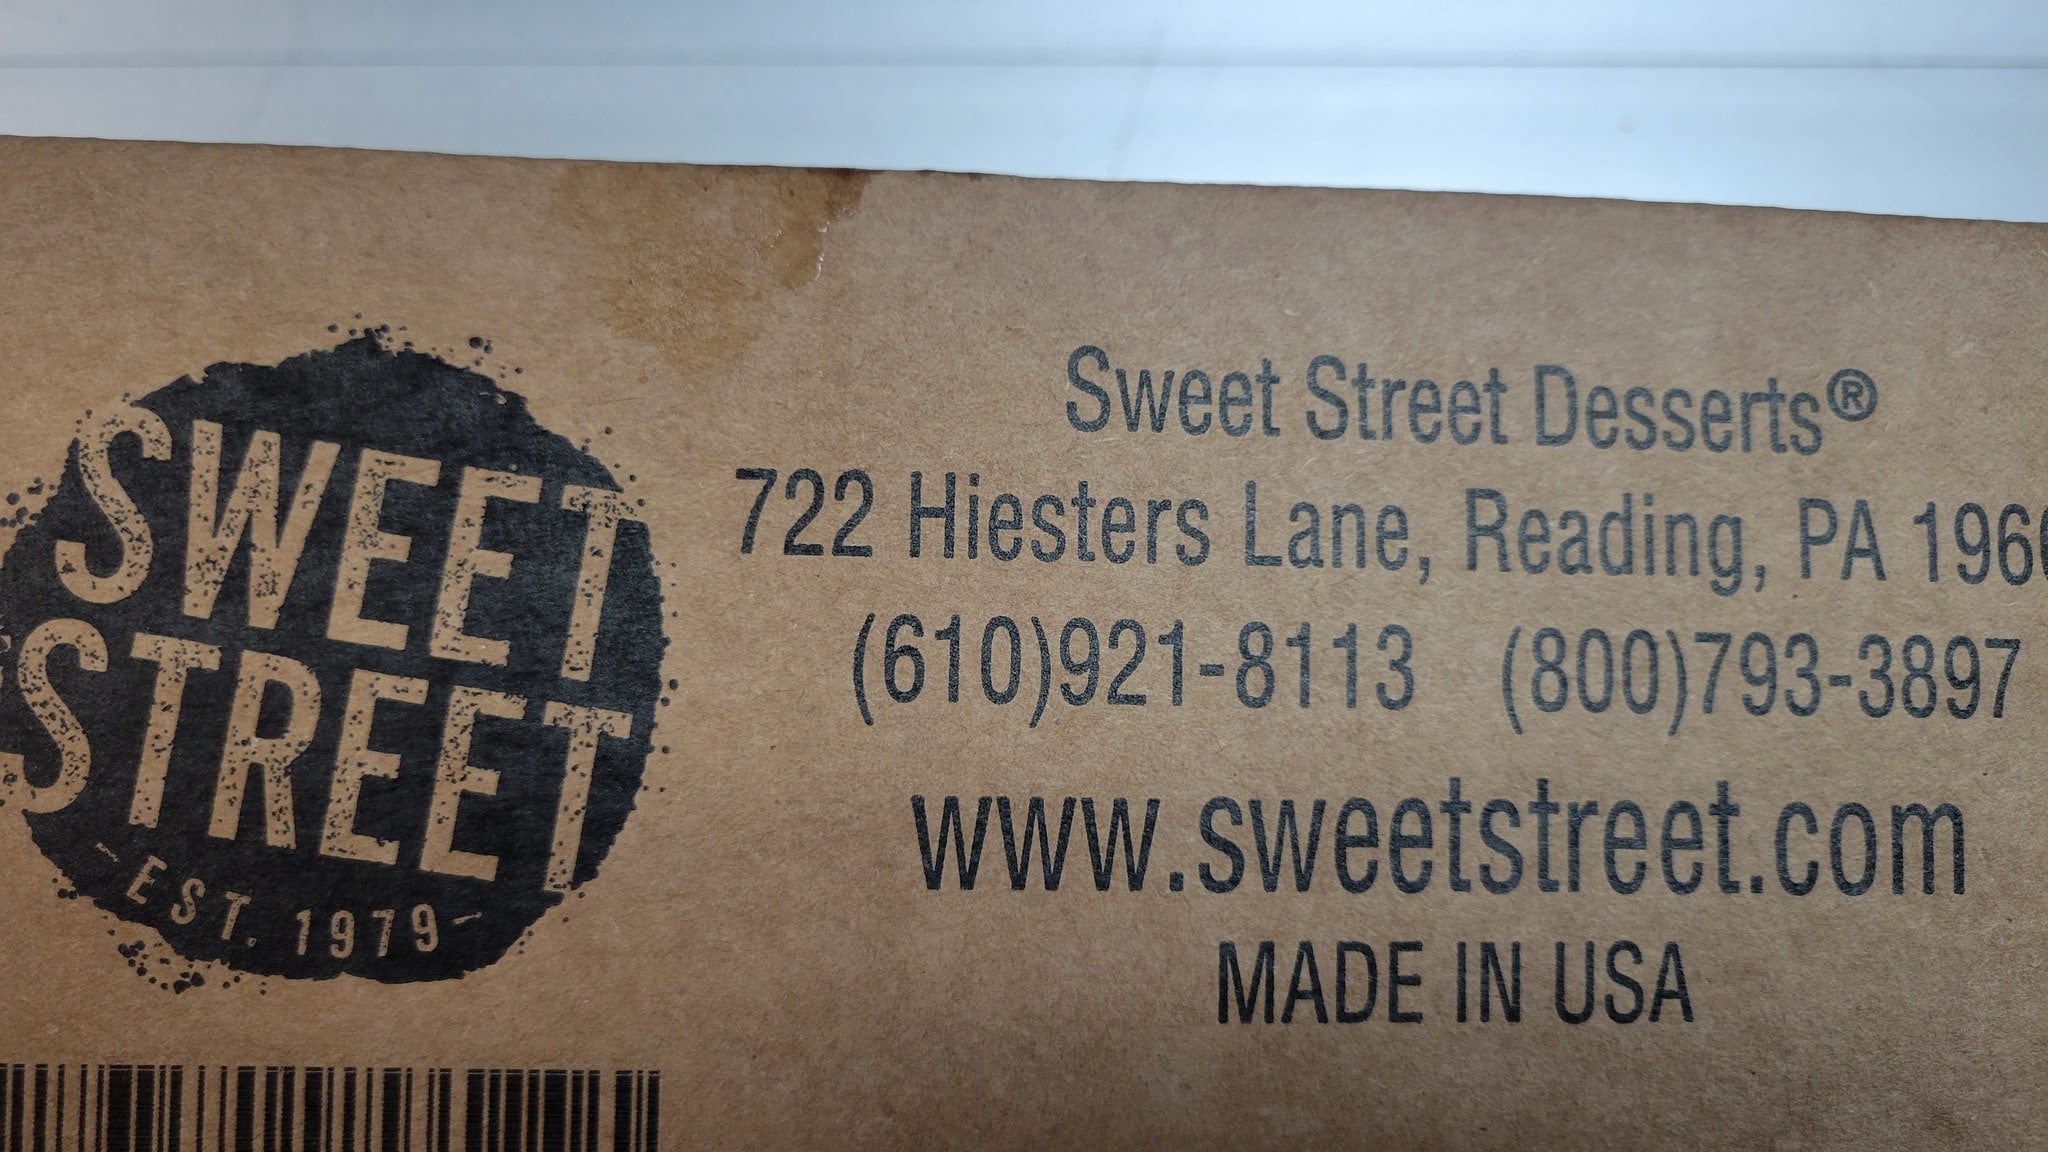 SWEET
STREET
-EST. 1979-
Sweet Street Desserts®
722 Hiesters Lane, Reading, PA
(610)921-8113 (800)793-3897
www.sweetstreet.com
MADE IN USA